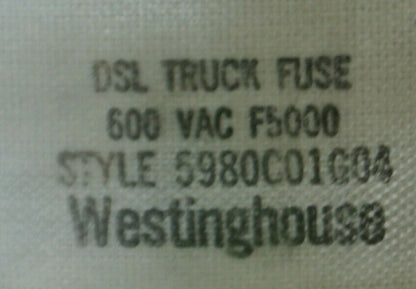 DSL TRUCK FUSE
600 VAC F5000
STYLE 5980C01G04
Westinghouse